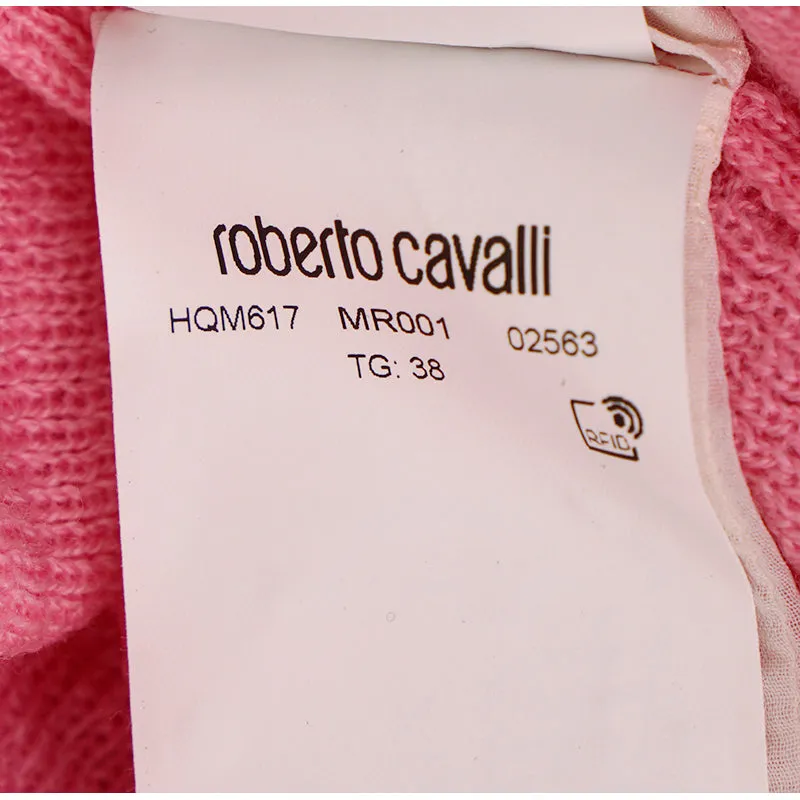 roberto cavalli
HQM617 MR001 02563
TG: 38
RFID